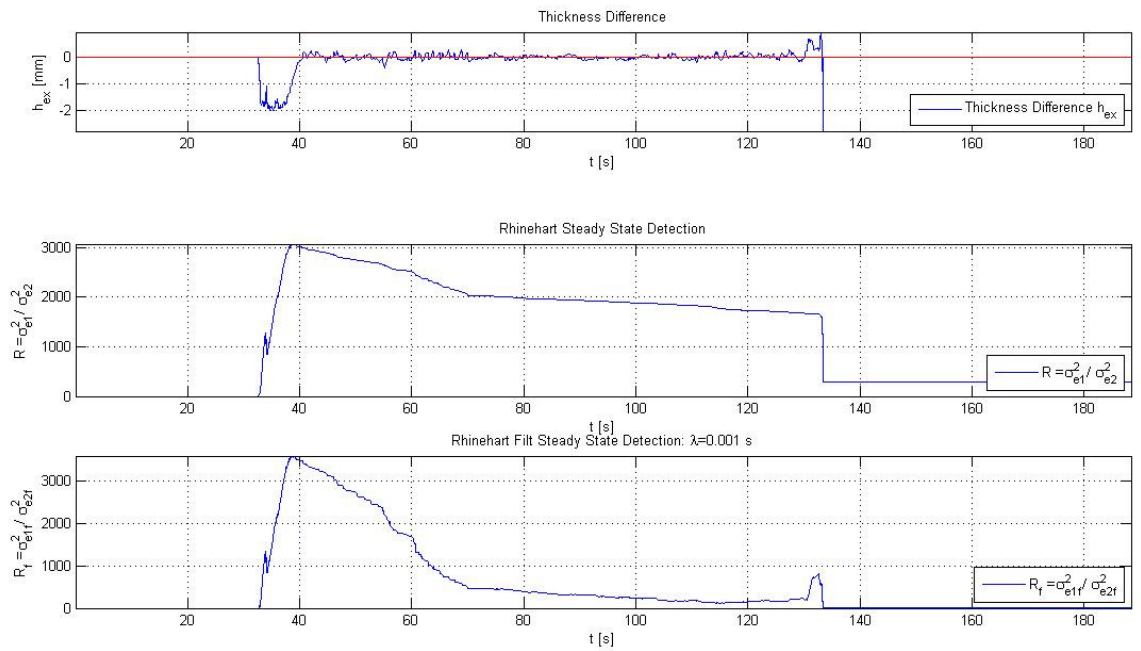 Thickness Difference
h_ex [mm]
0
-1
-2
Thickness Difference h_ex
20 40 60 80 100 120 140 160 180
t [s]
Rhinehart Steady State Detection
R =σ²_e1/ σ²_e2
3000
2000
1000
0
R =σ²_e1/ σ²_e2
20 40 60 80 100 120 140 160 180
t [s]
Rhinehart Filt Steady State Detection: λ=0.001 s
R_f =σ²_e1f/ σ²_e2f
3000
2000
1000
0
R_f =σ²_e1f/ σ²_e2f
20 40 60 80 100 120 140 160 180
t [s]